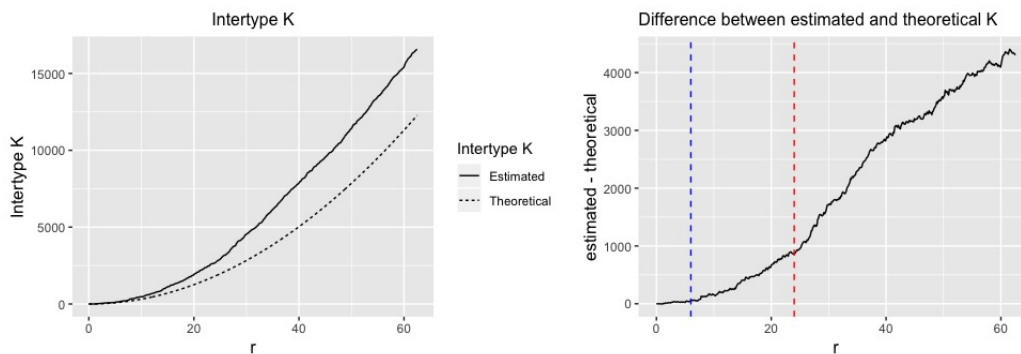 Intertype K
15000
10000
5000
0
Intertype K
0
20
40
60
r
Intertype K
Estimated
Theoretical
Difference between estimated and theoretical K
4000
3000
2000
1000
0
estimated - theoretical
0
20
40
60
r